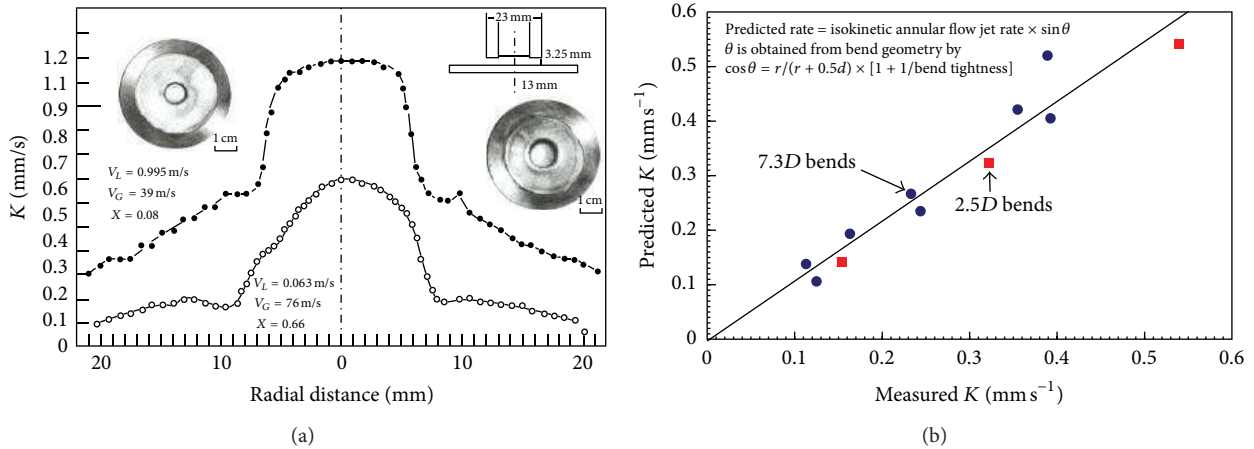 1.2
1.1
1.0
0.9
0.8
0.7
0.6
0.5
0.4
0.3
0.2
0.1
0
K (mm/s)
20
10
0
10
20
Radial distance (mm)
1 cm
V_L = 0.995 m/s
V_G = 39 m/s
X = 0.08
23 mm
3.25 mm
13 mm
1 cm
V_L = 0.063 m/s
V_G = 76 m/s
X = 0.66
(a)
0.6
0.5
0.4
0.3
0.2
0.1
0
Predicted K (mm s⁻¹)
Predicted rate = isokinetic annular flow jet rate × sin θ
θ is obtained from bend geometry by
cos θ = r/(r + 0.5d) × [1 + 1/bend tightness]
7.3D bends
2.5D bends
0
0.1
0.2
0.3
0.4
0.5
0.6
Measured K (mm s⁻¹)
(b)